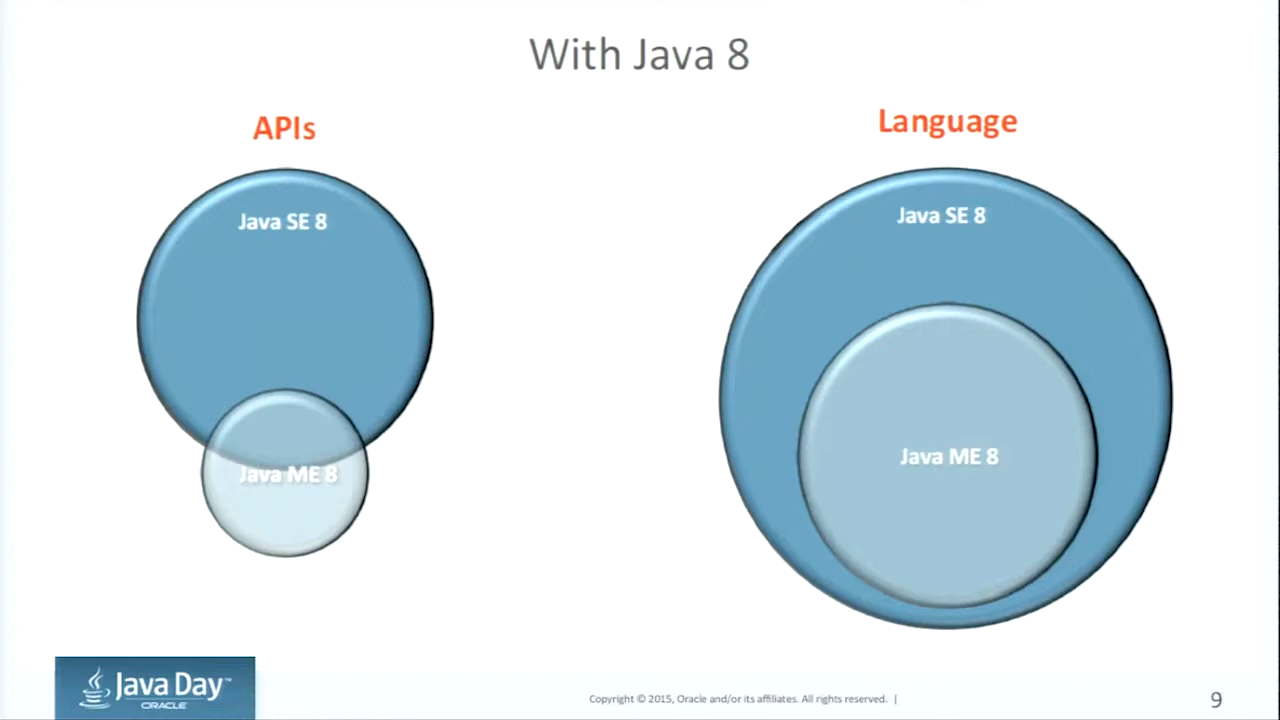 With Java 8
APIs
Java SE 8
Java ME 8
Language
Java SE 8
Java ME 8
Java Day™
ORACLE
Copyright © 2015, Oracle and/or its affiliates. All rights reserved. |
9